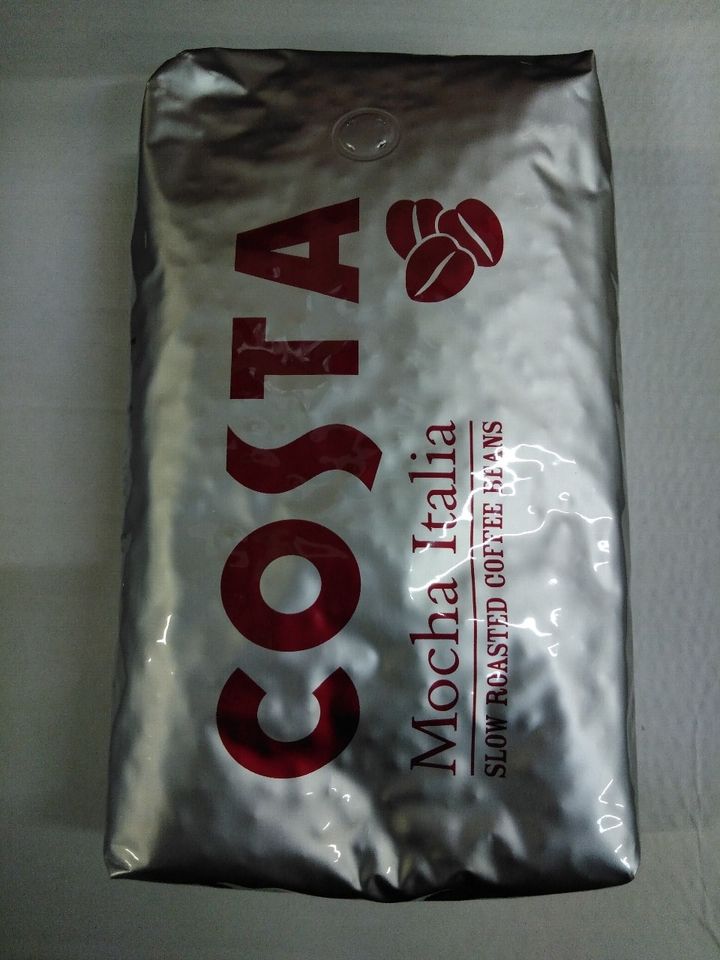 COSTA
Mocha Italia
SLOW ROASTED COFFEE BEANS